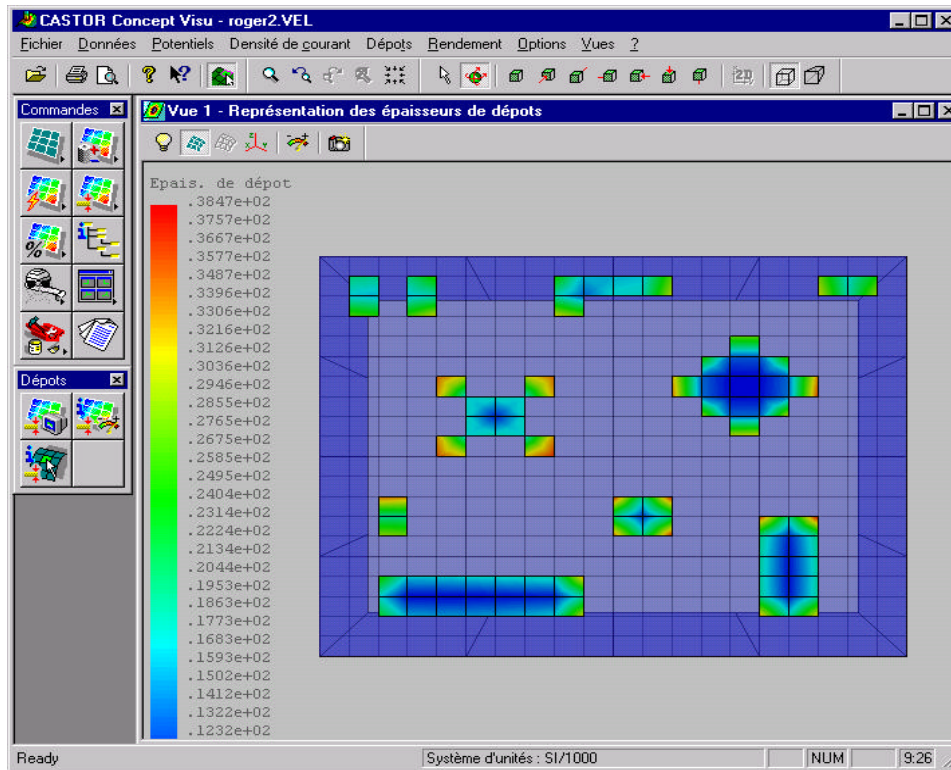 CASTOR Concept Visu - roger2.VEL
Fichier Données Potentiels Densité de courant Dépots Rendement Options Vues ?
2D
Commandes
Vue 1 - Représentation des épaisseurs de dépots
Epais. de dépot
.3847e+02
.3757e+02
.3667e+02
.3577e+02
.3487e+02
.3396e+02
.3306e+02
.3216e+02
.3126e+02
.3036e+02
.2946e+02
.2855e+02
.2765e+02
.2675e+02
.2585e+02
.2495e+02
.2404e+02
.2314e+02
.2224e+02
.2134e+02
.2044e+02
.1953e+02
.1863e+02
.1773e+02
.1683e+02
.1593e+02
.1502e+02
.1412e+02
.1322e+02
.1232e+02
Dépots
Ready
Système d'unités : SI/1000
NUM
9:26